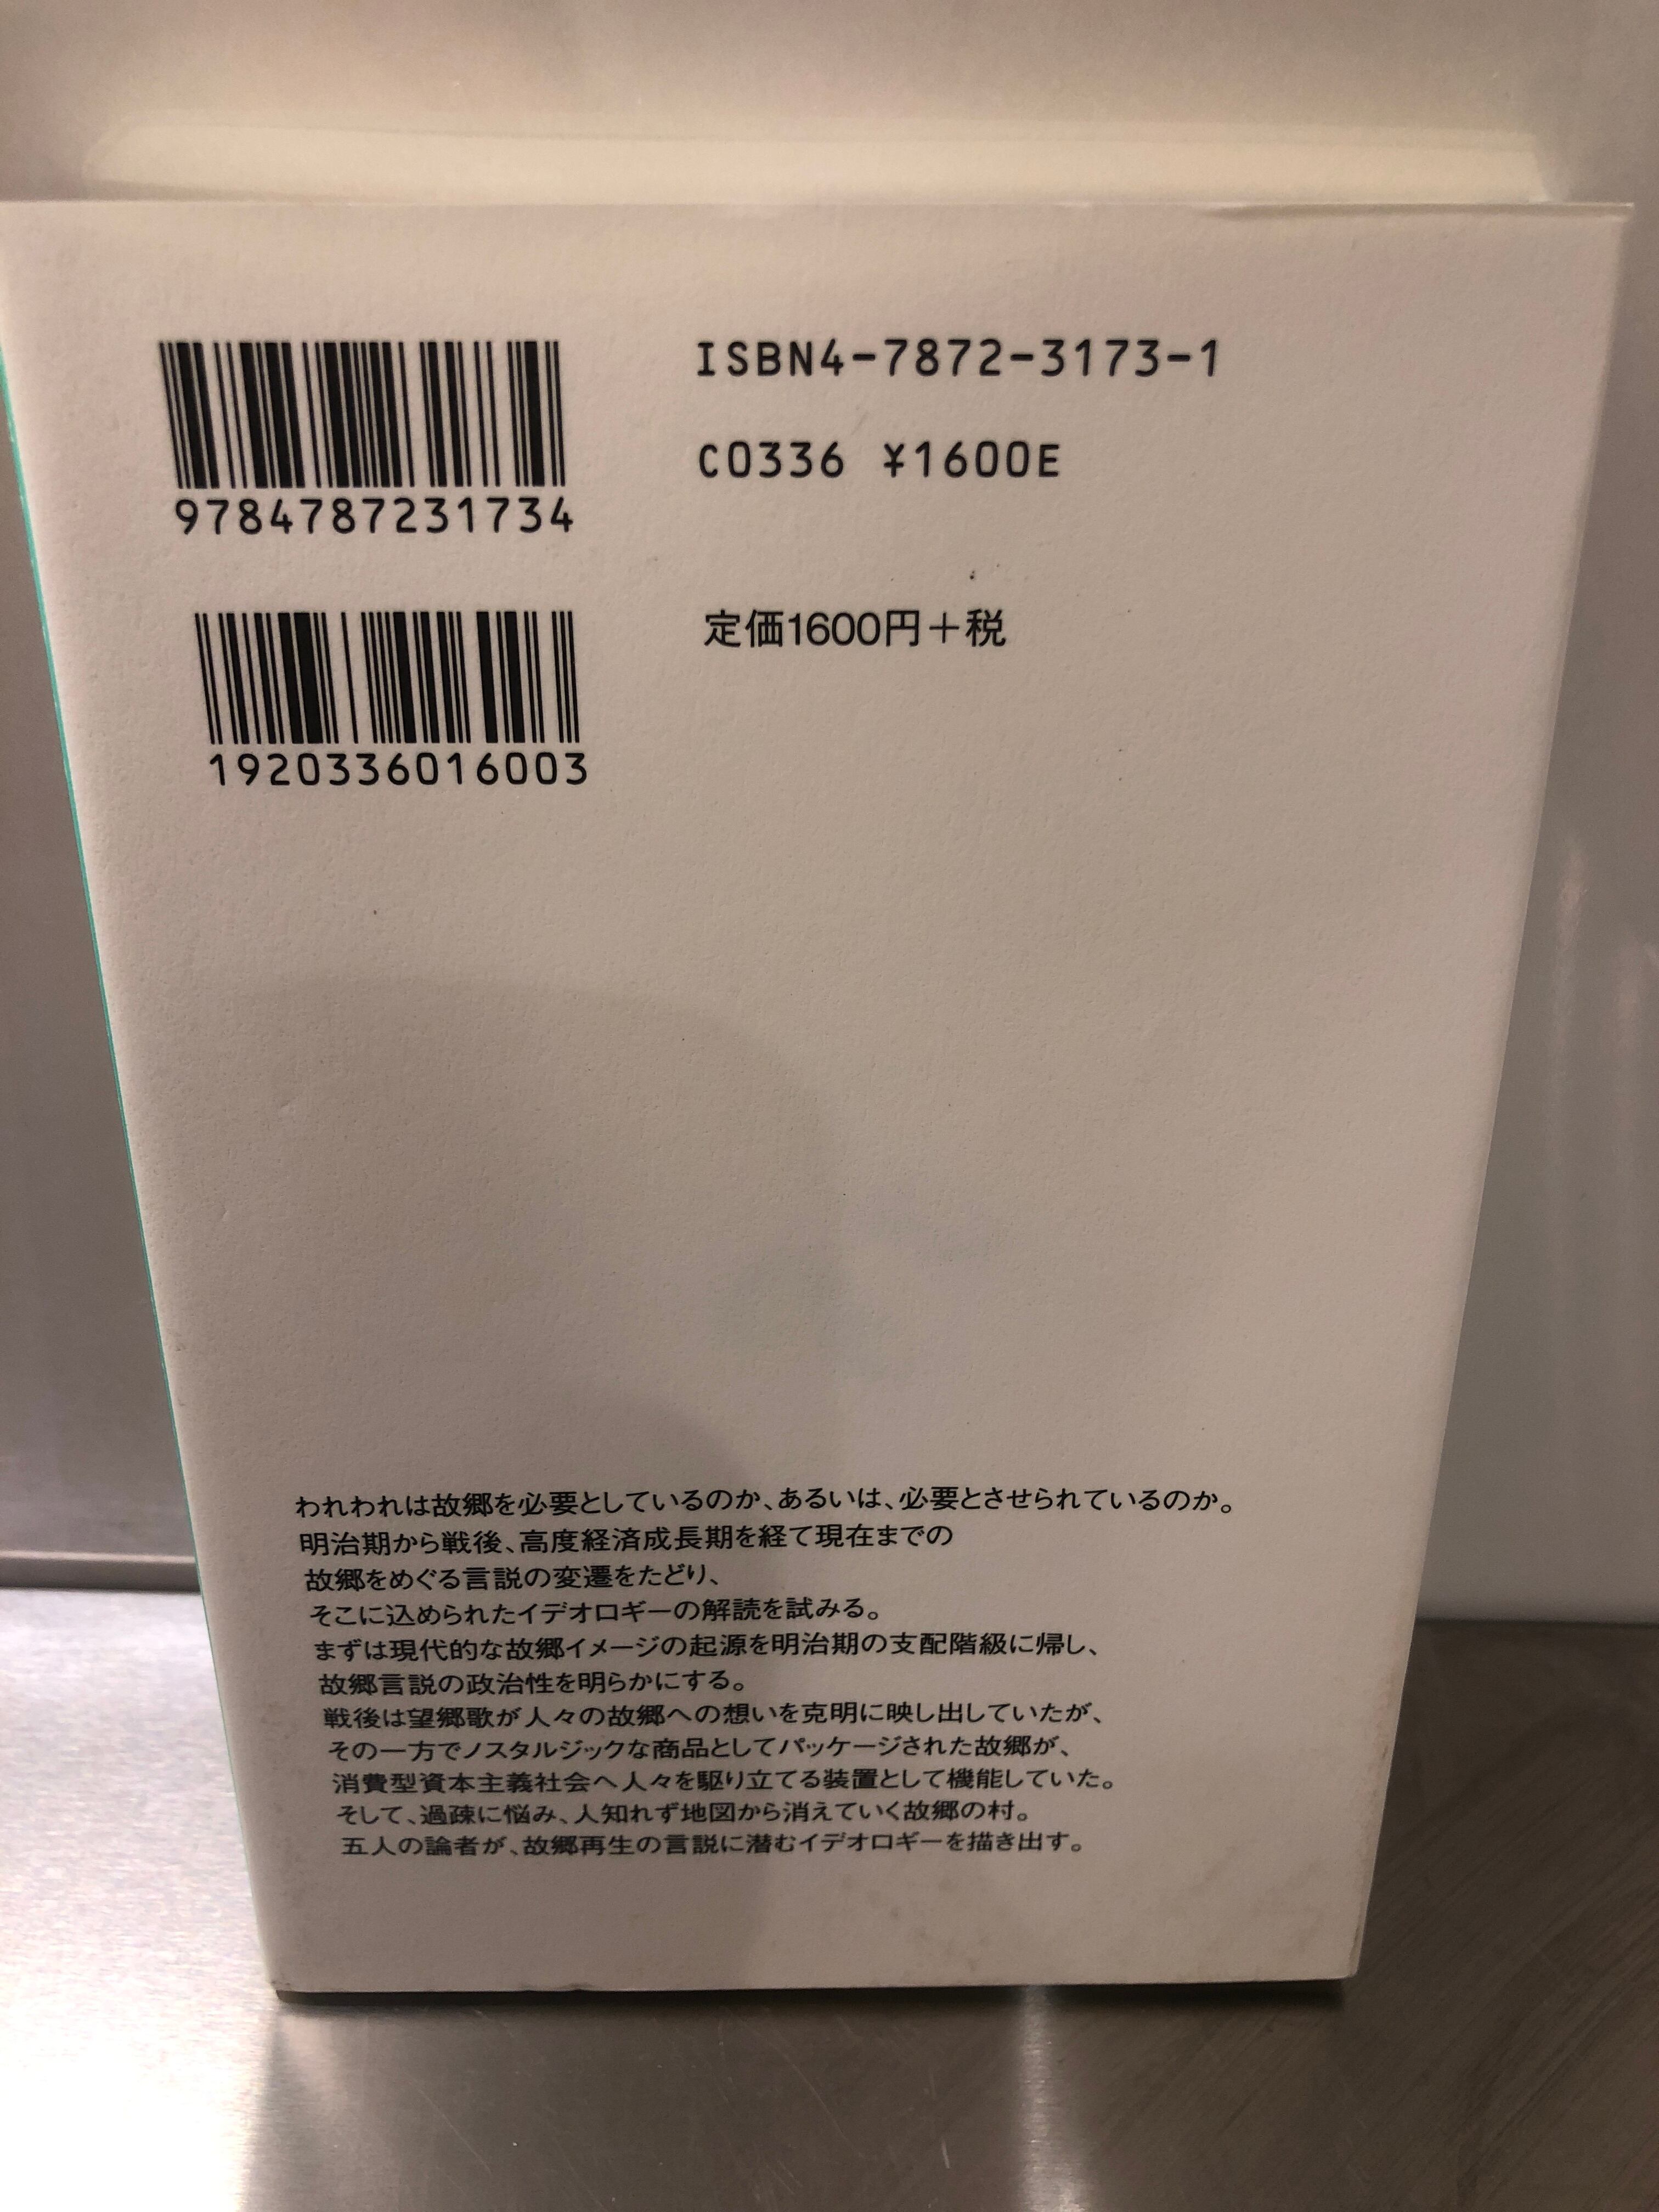 9784787231734
ISBN4-7872-3173-1
C0336 ¥1600E
1920336016003
定価1600円＋税
われわれは故郷を必要としているのか、あるいは、必要とさせられているのか。
明治期から戦後、高度経済成長期を経て現在までの
故郷をめぐる言説の変遷をたどり、
そこに込められたイデオロギーの解読を試みる。
まずは現代的な故郷イメージの起源を明治期の支配階級に帰し、
故郷言説の政治性を明らかにする。
戦後は望郷歌が人々の故郷への想いを克明に映し出していたが、
その一方でノスタルジックな商品としてパッケージされた故郷が、
消費型資本主義社会へ人々を駆り立てる装置として機能していた。
そして、過疎に悩み、人知れず地図から消えていく故郷の村。
五人の論者が、故郷再生の言説に潜むイデオロギーを描き出す。